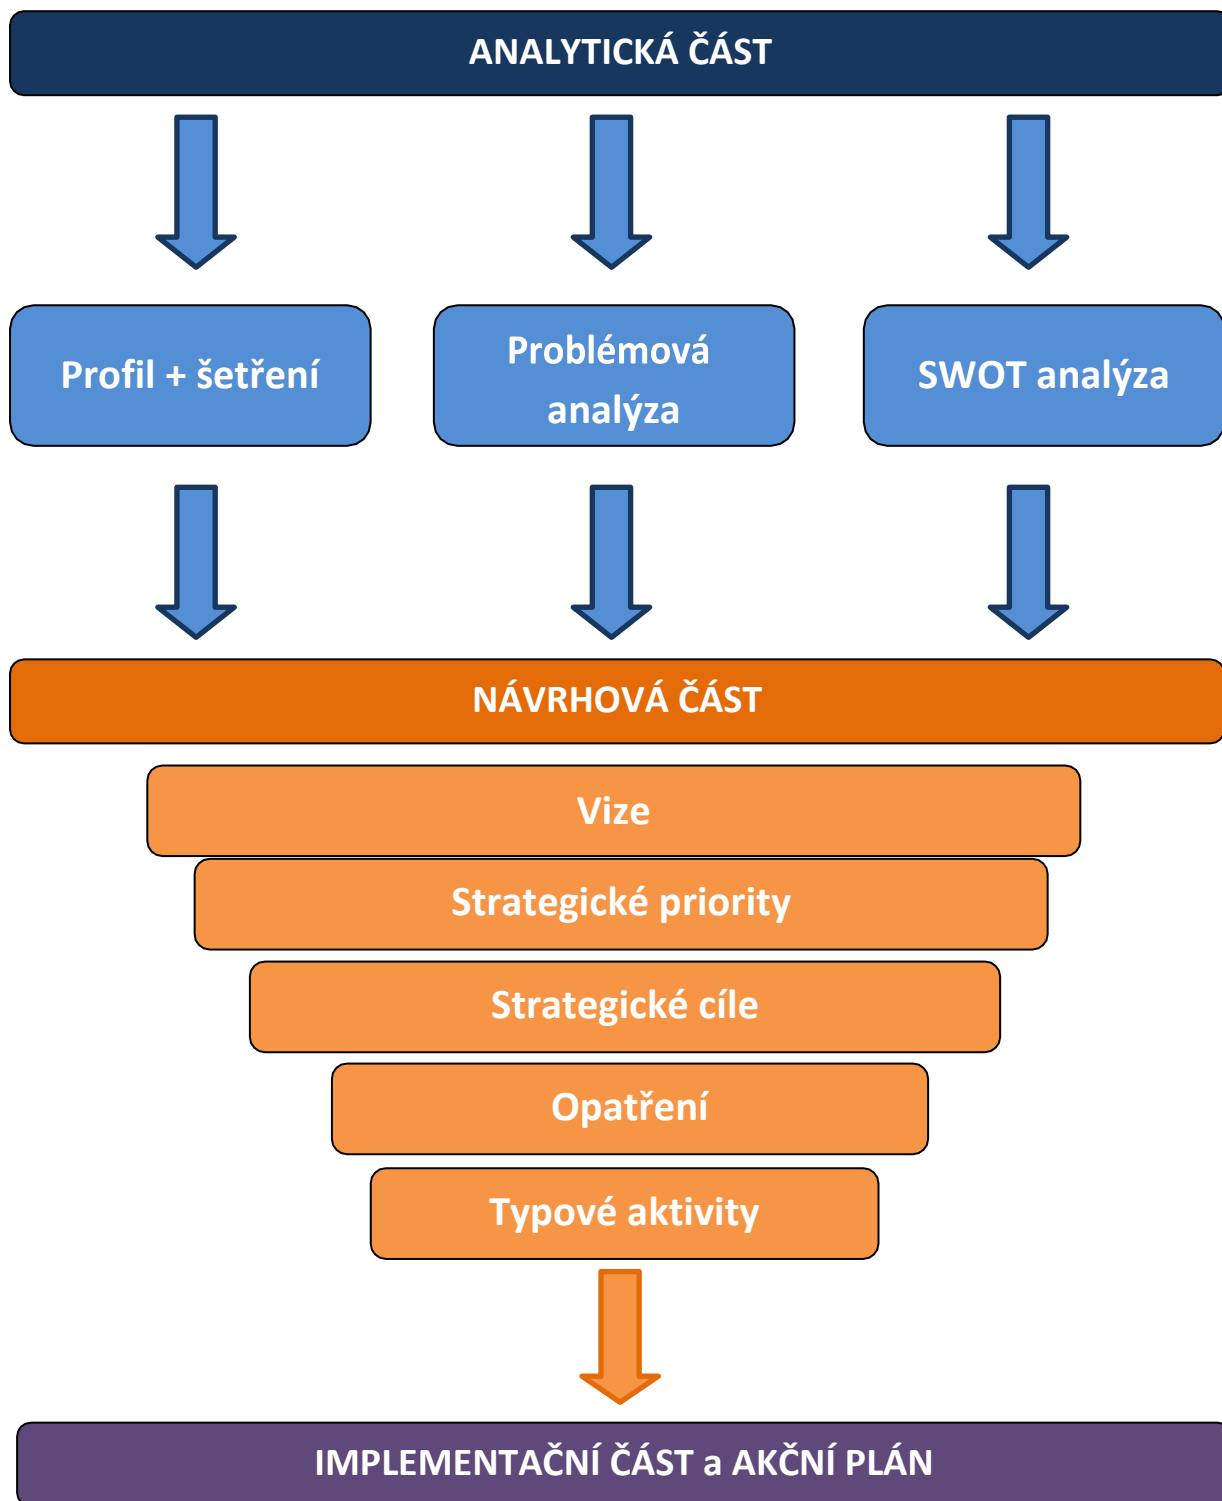 ANALYTICKÁ ČÁST
Profil + šetření
Problémová
analýza
SWOT analýza
NÁVRHOVÁ ČÁST
Vize
Strategické priority
Strategické cíle
Opatření
Typové aktivity
IMPLEMENTAČNÍ ČÁST a AKČNÍ PLÁN